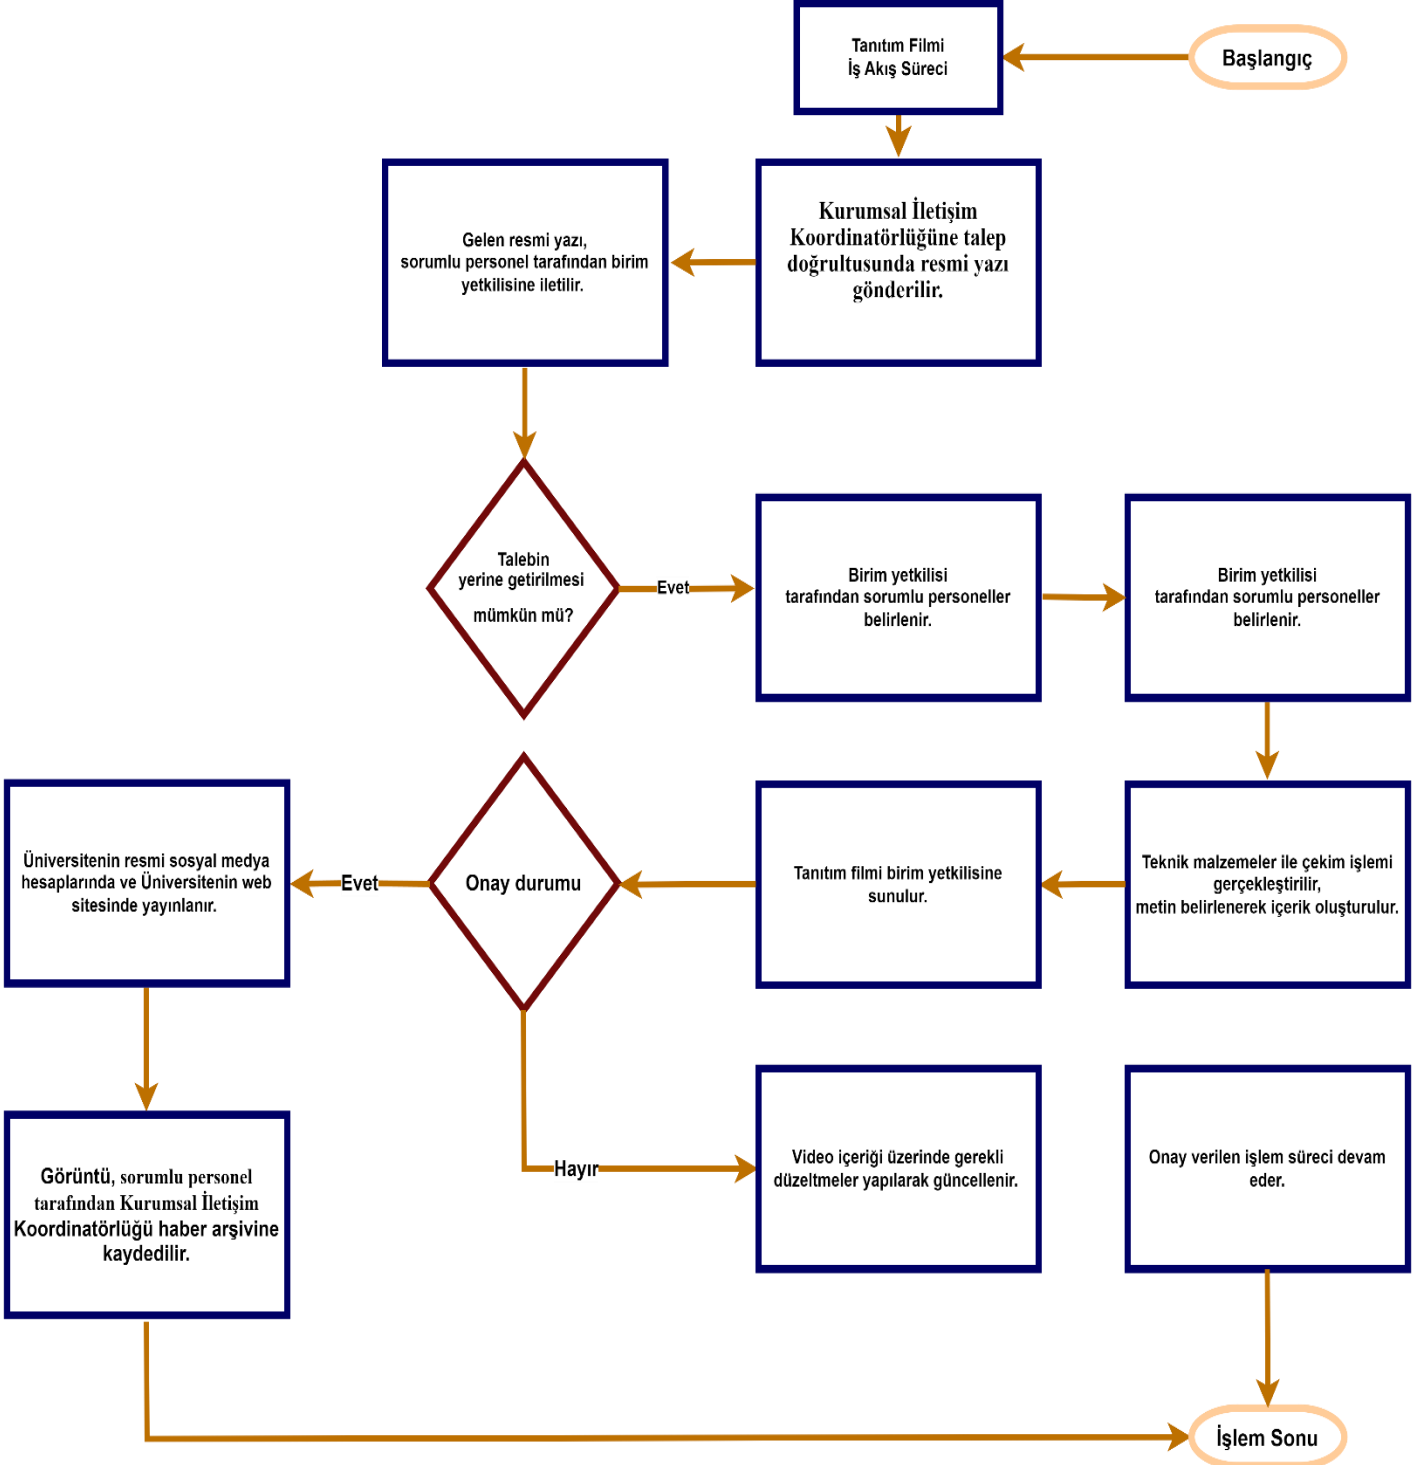 Tanıtım Filmi
İş Akış Süreci
Başlangıç
Kurumsal İletişim
Koordinatörlüğüne talep
doğrultusunda resmi yazı
gönderilir.
Gelen resmi yazı,
sorumlu personel tarafından birim
yetkilisine iletilir.
Talebin
yerine getirilmesi
mümkün mü?
Evet
Birim yetkilisi
tarafından sorumlu personeller
belirlenir.
Birim yetkilisi
tarafından sorumlu personeller
belirlenir.
Teknik malzemeler ile çekim işlemi
gerçekleştirilir,
metin belirlenerek içerik oluşturulur.
Tanıtım filmi birim yetkilisine
sunulur.
Onay durumu
Evet
Üniversitenin resmi sosyal medya
hesaplarında ve Üniversitenin web
sitesinde yayınlanır.
Hayır
Video içeriği üzerinde gerekli
düzeltmeler yapılarak güncellenir.
Onay verilen işlem süreci devam
eder.
Görüntü, sorumlu personel
tarafından Kurumsal İletişim
Koordinatörlüğü haber arşivine
kaydedilir.
İşlem Sonu